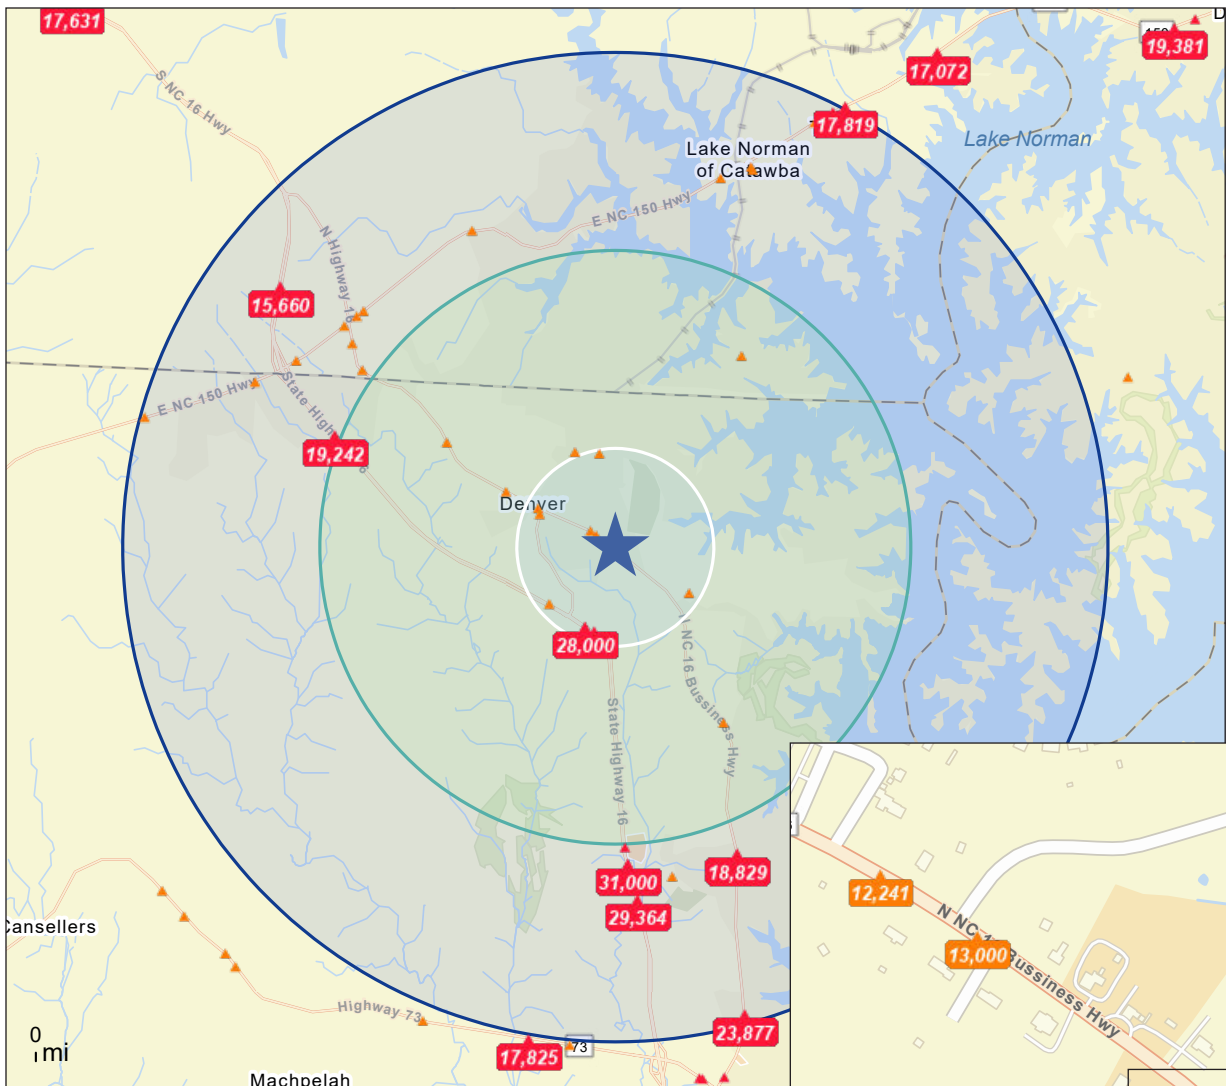 17,631
19,381
17,072
S NC 16 Hwy
17,819
Lake Norman
Lake Norman
of Catawba
E NC 150 Hwy
N Highway 16
15,660
E NC 150 Hwy
19,242
Denver
28,000
N NC 16 Bussiness Hwy
State Highway 16
31,000
18,829
29,364
12,241
13,000
N NC 16 Bussiness Hwy
Cansellers
Highway 73
0
mi
17,825
73
23,877
Machpelah